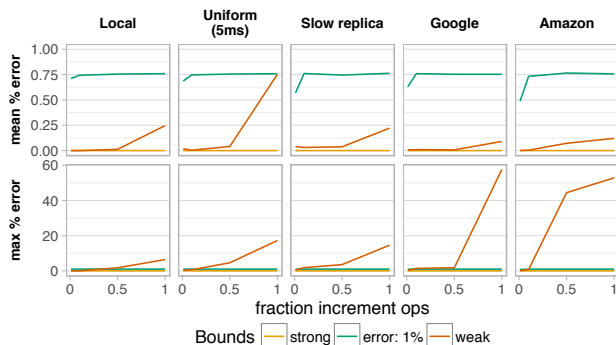 Local Uniform (5ms) Slow replica Google Amazon
mean % error
1.00
0.75
0.50
0.25
0.00
max % error
60
40
20
0
0 0.5 1 0 0.5 1 0 0.5 1 0 0.5 1 0 0.5 1
fraction increment ops
Bounds strong error: 1% weak